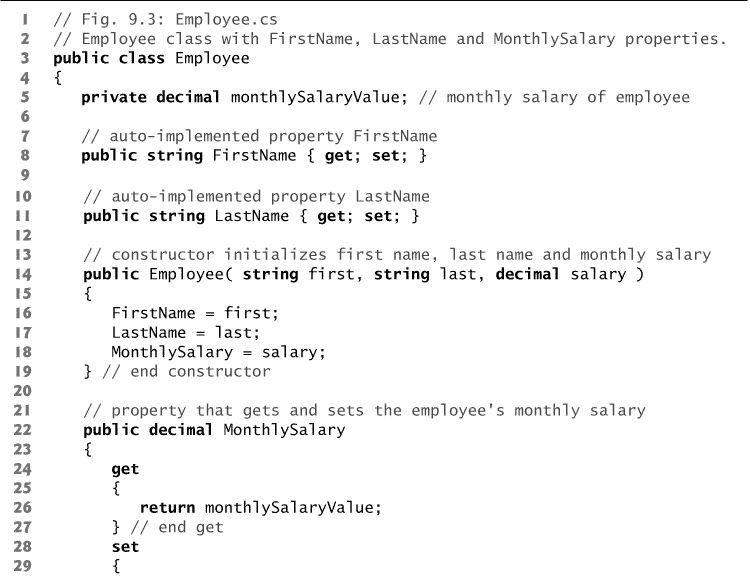 1 // Fig. 9.3: Employee.cs
2 // Employee class with FirstName, LastName and MonthlySalary properties.
3 public class Employee
4 {
5 private decimal monthlySalaryValue; // monthly salary of employee
6
7 // auto-implemented property FirstName
8 public string FirstName { get; set; }
9
10 // auto-implemented property LastName
11 public string LastName { get; set; }
12
13 // constructor initializes first name, last name and monthly salary
14 public Employee( string first, string last, decimal salary )
15 {
16 FirstName = first;
17 LastName = last;
18 MonthlySalary = salary;
19 } // end constructor
20
21 // property that gets and sets the employee's monthly salary
22 public decimal MonthlySalary
23 {
24 get
25 {
26 return monthlySalaryValue;
27 } // end get
28 set
29 {